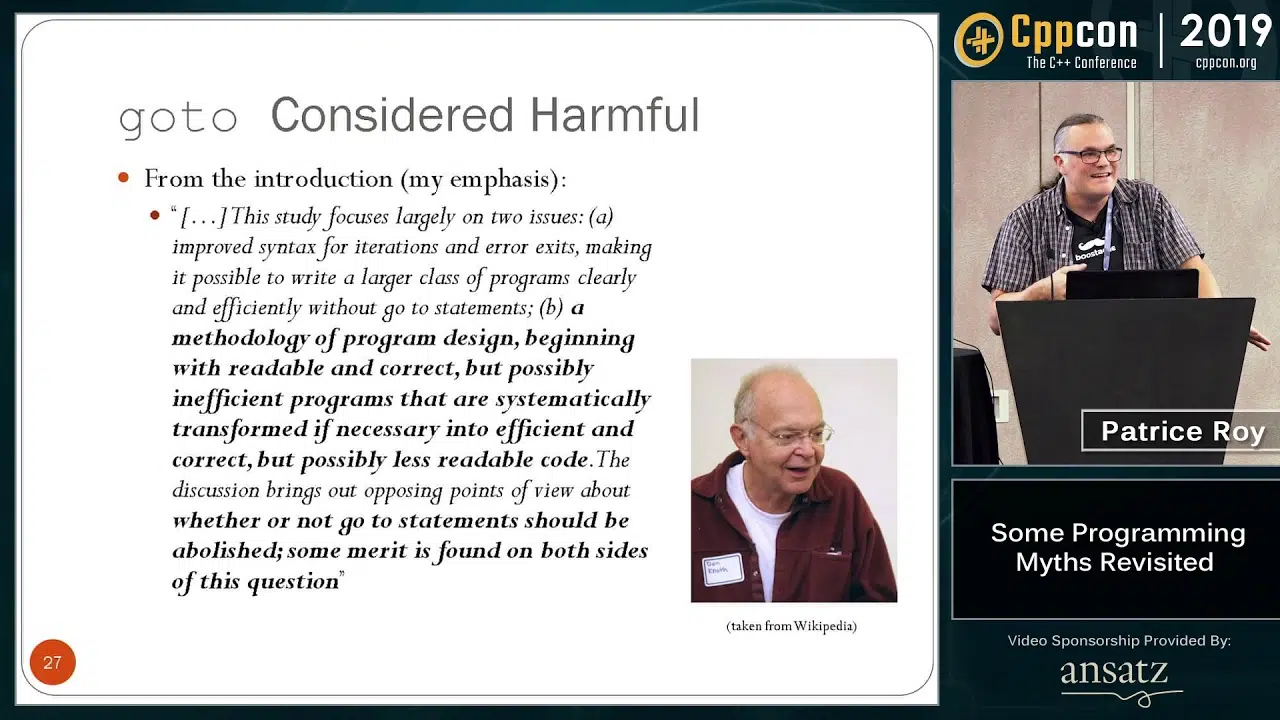 goto Considered Harmful
• From the introduction (my emphasis):
• “[…]This study focuses largely on two issues: (a)
improved syntax for iterations and error exits, making
it possible to write a larger class of programs clearly
and efficiently without go to statements; (b) a
methodology of program design, beginning
with readable and correct, but possibly
inefficient programs that are systematically
transformed if necessary into efficient and
correct, but possibly less readable code. The
discussion brings out opposing points of view about
whether or not go to statements should be
abolished; some merit is found on both sides
of this question”
Don
Knuth
(taken from Wikipedia)
27
Cppcon | 2019
The C++ Conference
cppcon.org
Patrice Roy
Some Programming
Myths Revisited
Video Sponsorship Provided By:
ansatz